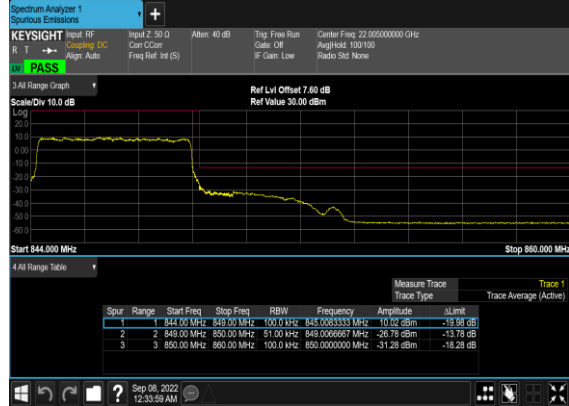 Spectrum Analyzer 1
Spurious Emissions
+
KEYSIGHT Input: RF Input Z: 50 Ω Atten: 40 dB Trig: Free Run Center Freq: 22.005000000 GHz
R T Coupling: DC Corr CCorr Gate: Off Avg|Hold: 100/100
Align: Auto Freq Ref: Int (S) IF Gain: Low Radio Std: None
LV PASS
3 All Range Graph
Ref Lvl Offset 7.60 dB
Scale/Div 10.0 dB Ref Value 30.00 dBm
Log
20.0
10.0
0.00
-10.0
-20.0
-30.0
-40.0
-50.0
-60.0
Start 844.000 MHz Stop 860.000 MHz
4 All Range Table
Measure Trace Trace 1
Trace Type Trace Average (Active)
Spur Range Start Freq Stop Freq RBW Frequency Amplitude ΔLimit
1 1 844.00 MHz 849.00 MHz 100.0 kHz 845.0083333 MHz 10.02 dBm -19.98 dB
2 2 849.00 MHz 850.00 MHz 51.00 kHz 849.0066667 MHz -26.78 dBm -13.78 dB
3 3 850.00 MHz 860.00 MHz 100.0 kHz 850.0000000 MHz -31.28 dBm -18.28 dB
? Sep 08, 2022
12:33:59 AM